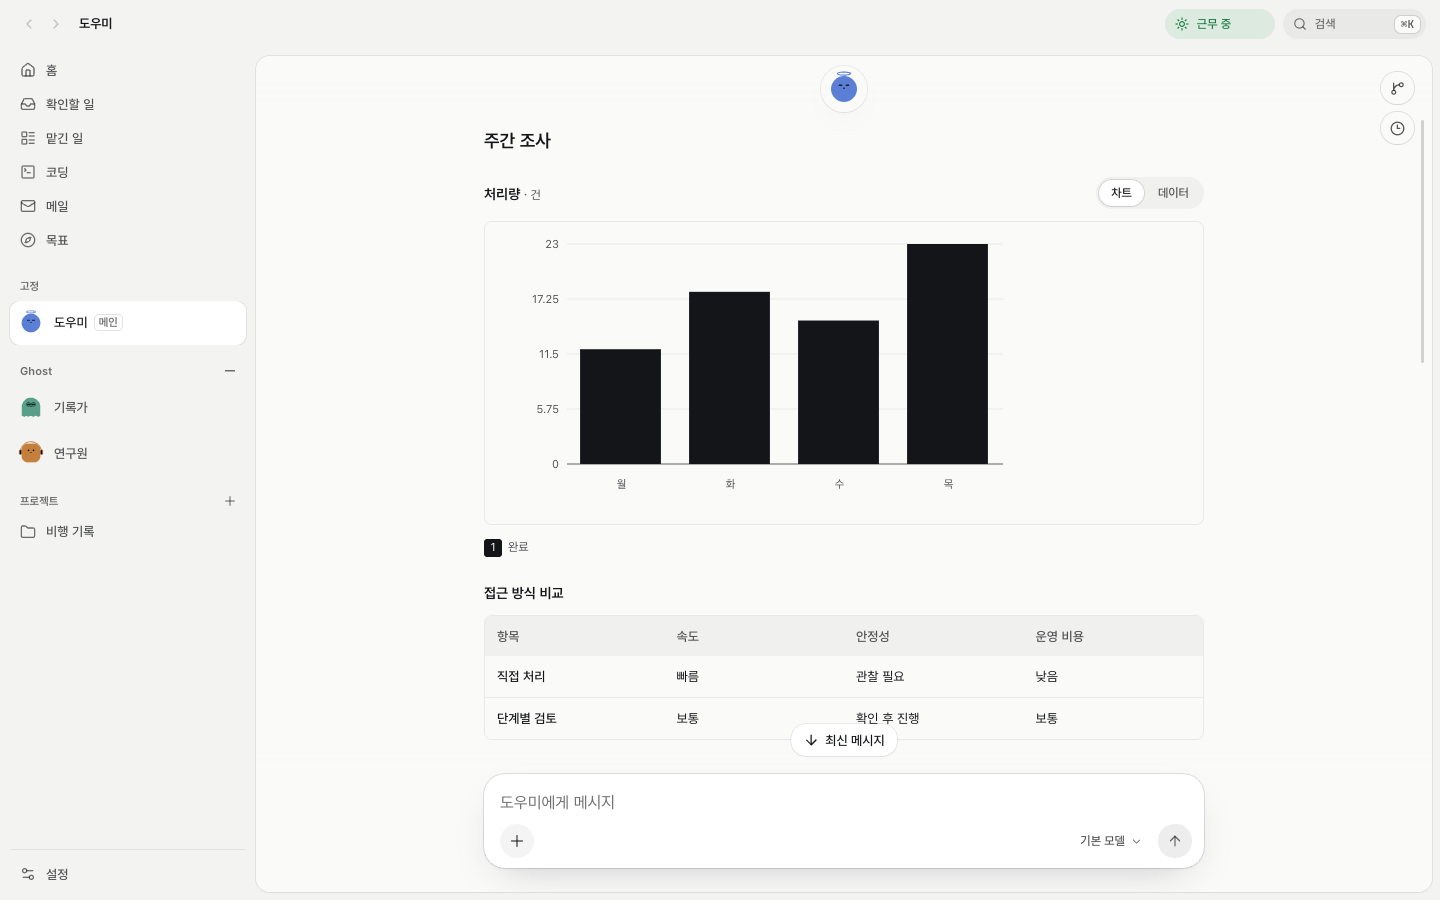 도우미
근무 중
검색
⌘K
홈
확인할 일
맡긴 일
코딩
메일
목표
고정
도우미 메인
Ghost
기록가
연구원
프로젝트
비행 기록
설정
주간 조사
처리량 · 건
차트 데이터
23
17.25
11.5
5.75
0
월 화 수 목
1 완료
접근 방식 비교
항목 속도 안정성 운영 비용
직접 처리 빠름 관찰 필요 낮음
단계별 검토 보통 확인 후 진행 보통
최신 메시지
도우미에게 메시지
기본 모델